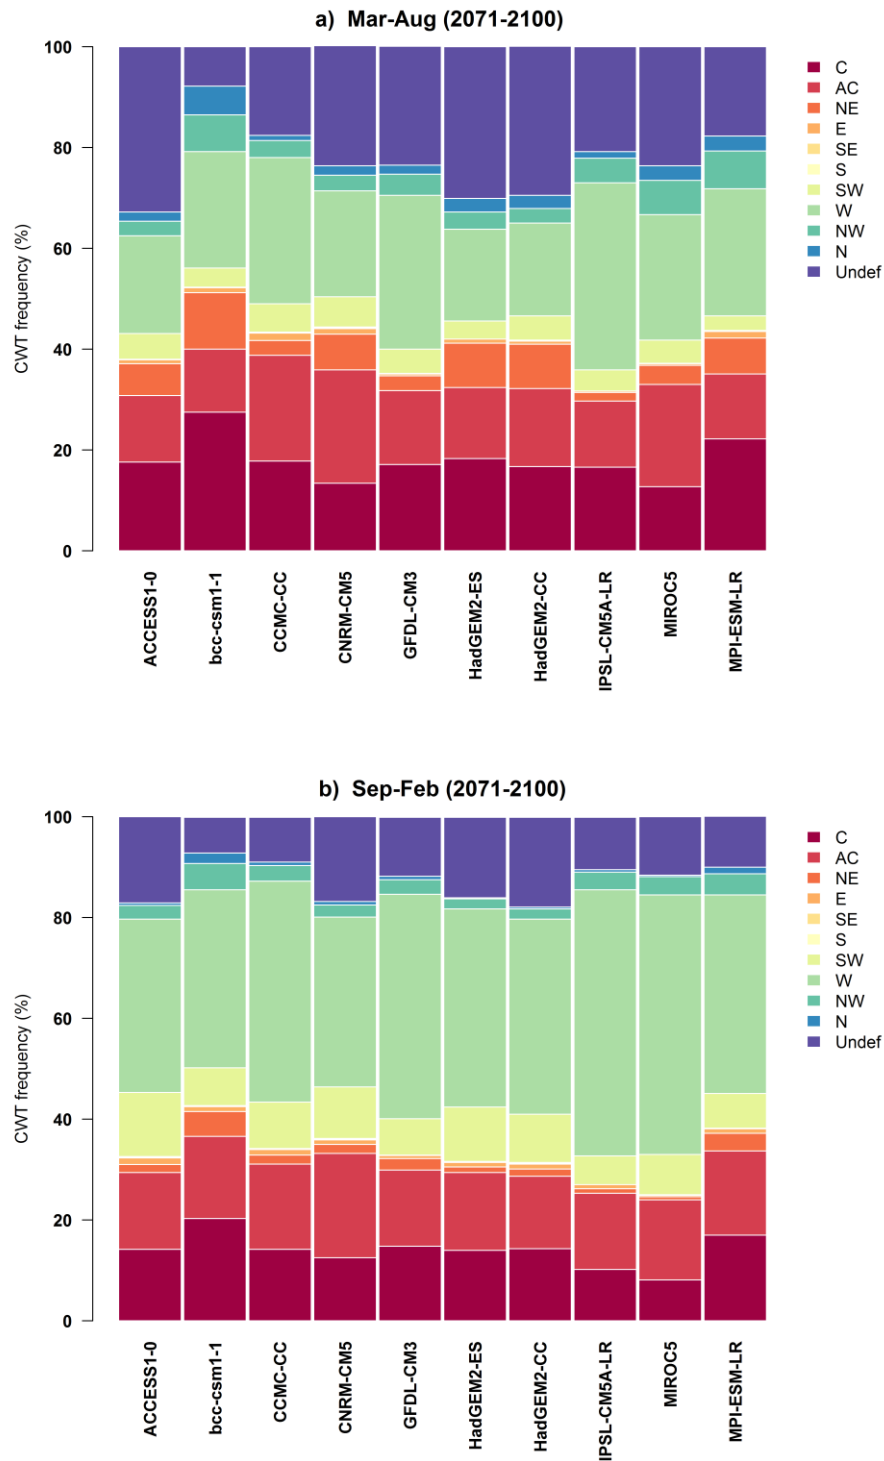 a) Mar-Aug (2071-2100)
CWT frequency (%)
100
80
60
40
20
0
C
AC
NE
E
SE
S
SW
W
NW
N
Undef
ACCESS1-0
bcc-csm1-1
CCMC-CC
CNRM-CM5
GFDL-CM3
HadGEM2-ES
HadGEM2-CC
IPSL-CM5A-LR
MIROC5
MPI-ESM-LR
b) Sep-Feb (2071-2100)
CWT frequency (%)
100
80
60
40
20
0
C
AC
NE
E
SE
S
SW
W
NW
N
Undef
ACCESS1-0
bcc-csm1-1
CCMC-CC
CNRM-CM5
GFDL-CM3
HadGEM2-ES
HadGEM2-CC
IPSL-CM5A-LR
MIROC5
MPI-ESM-LR